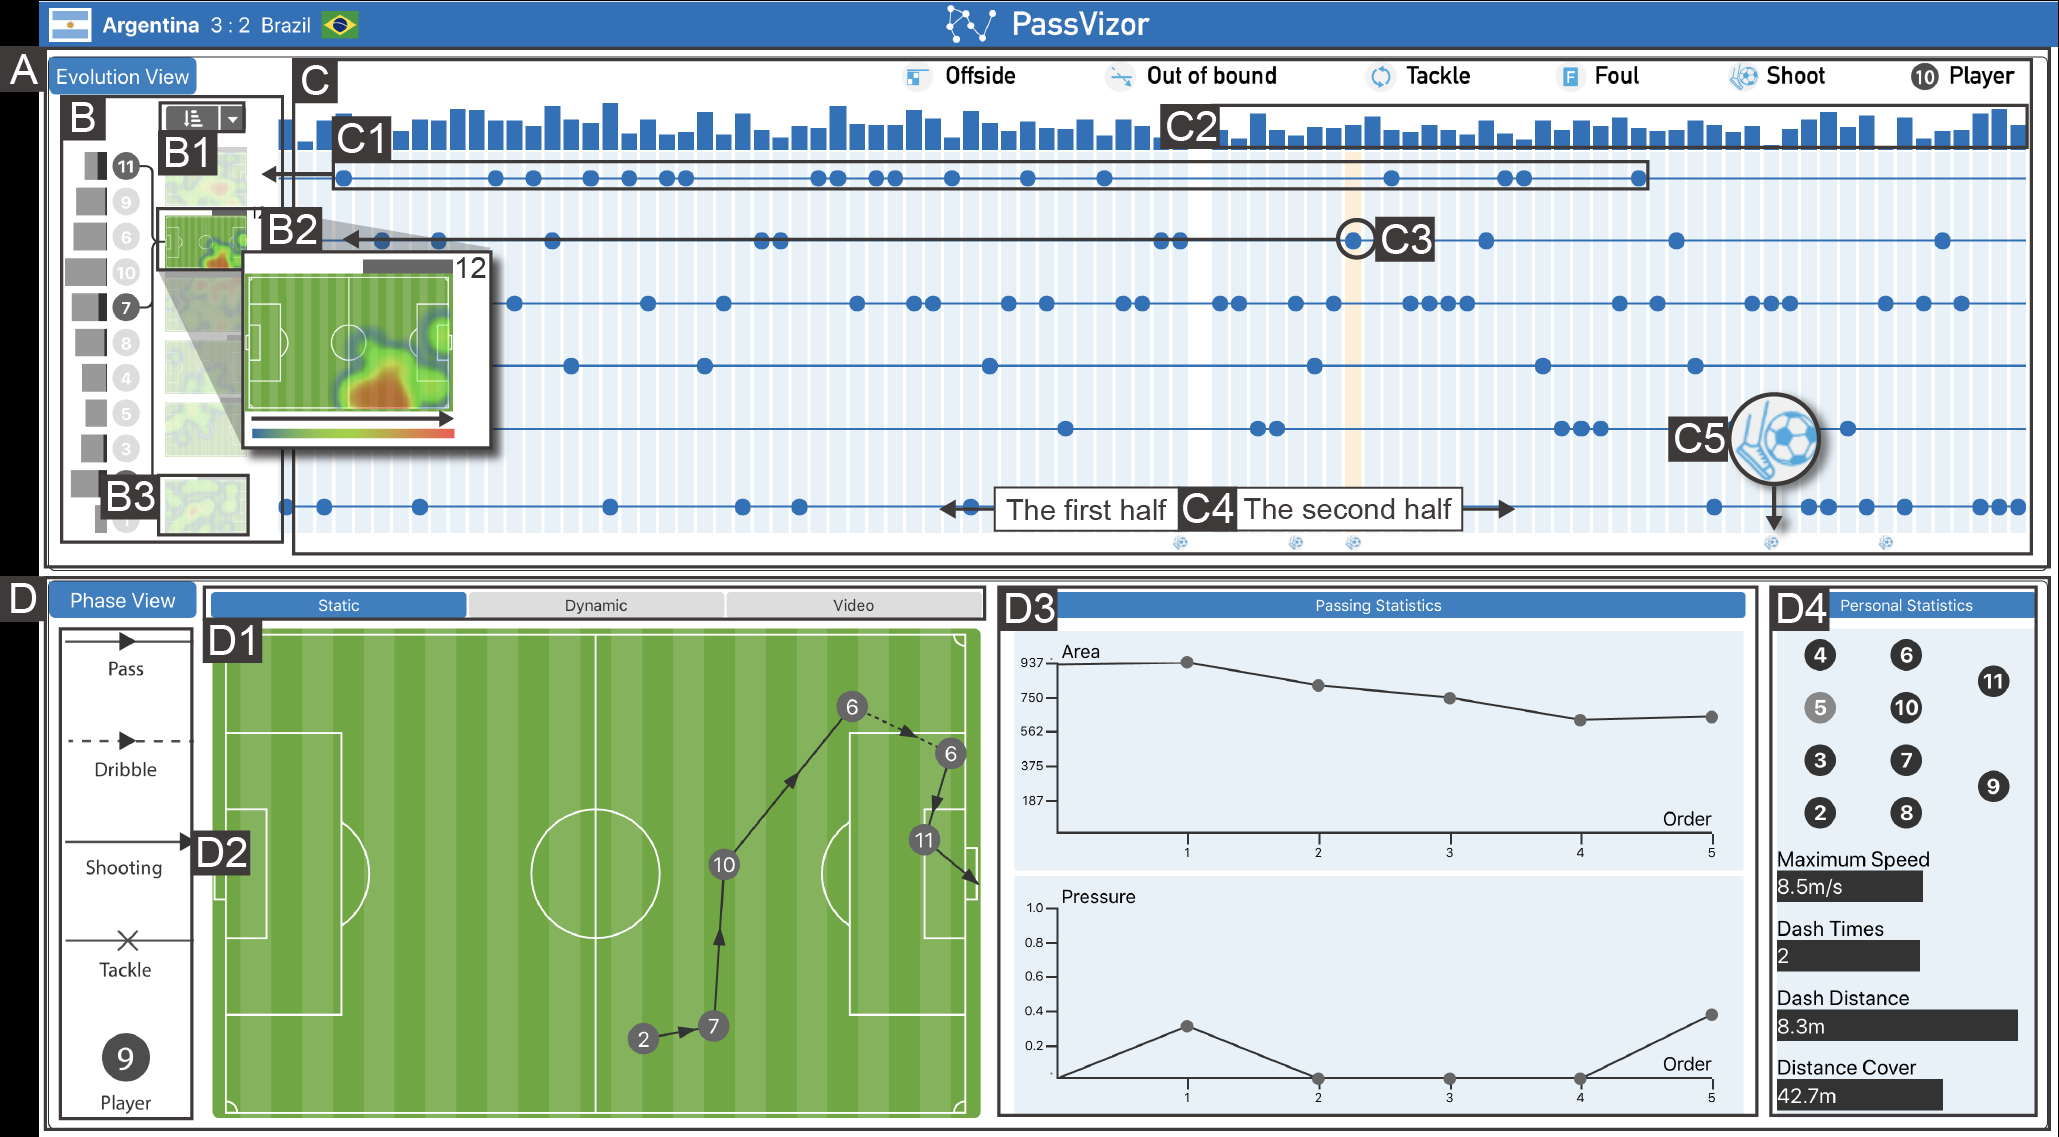 Argentina 3 : 2 Brazil
PassVizor
A
Evolution View
C
Offside
Out of bound
Tackle
F
Foul
Shoot
10
Player
B
B1
C1
C2
11
9
6
10
7
8
4
5
3
B2
12
C3
C5
B3
The first half
C4
The second half
D
Phase View
Static
Dynamic
Video
D1
Pass
Dribble
D2
Shooting
Tackle
9
Player
6
6
11
10
7
2
D3
Passing Statistics
Area
937
750
562
375
187
Order
1 2 3 4 5
Pressure
1.0
0.8
0.6
0.4
0.2
Order
1 2 3 4 5
D4
Personal Statistics
4 6
11
5 10
3 7
9
2 8
Maximum Speed
8.5m/s
Dash Times
2
Dash Distance
8.3m
Distance Cover
42.7m